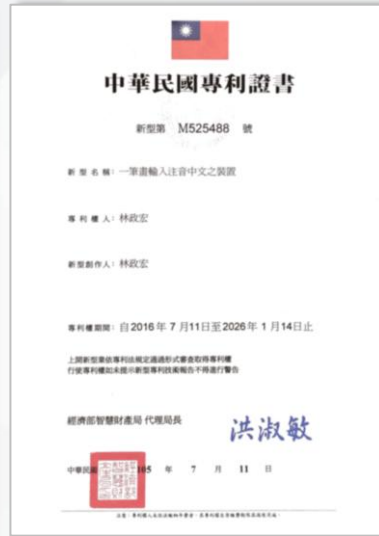 中華民國專利證書
新型第 M525488 號
新型名稱：一筆畫輸入注音中文之裝置
專利權人：林政宏
新型創作人：林政宏
專利權期間：自2016年7月11日至2026年1月14日止
上開新型業依專利法規定通過形式審查取得專利權
行使專利權如未提示新型專利技術報告不得進行警告
經濟部智慧財產局 代理局長
洪淑敏
中華民國 105 年 7 月 11 日